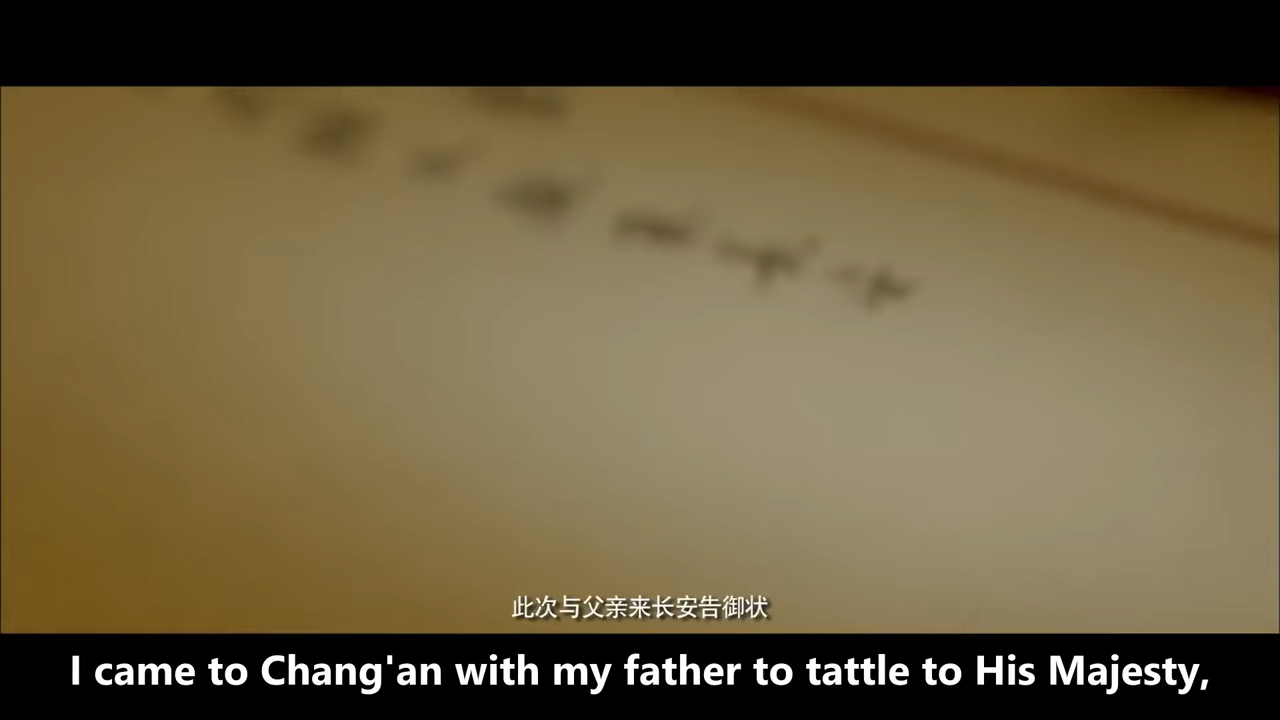 此次与父亲来长安告御状
I came to Chang'an with my father to tattle to His Majesty,